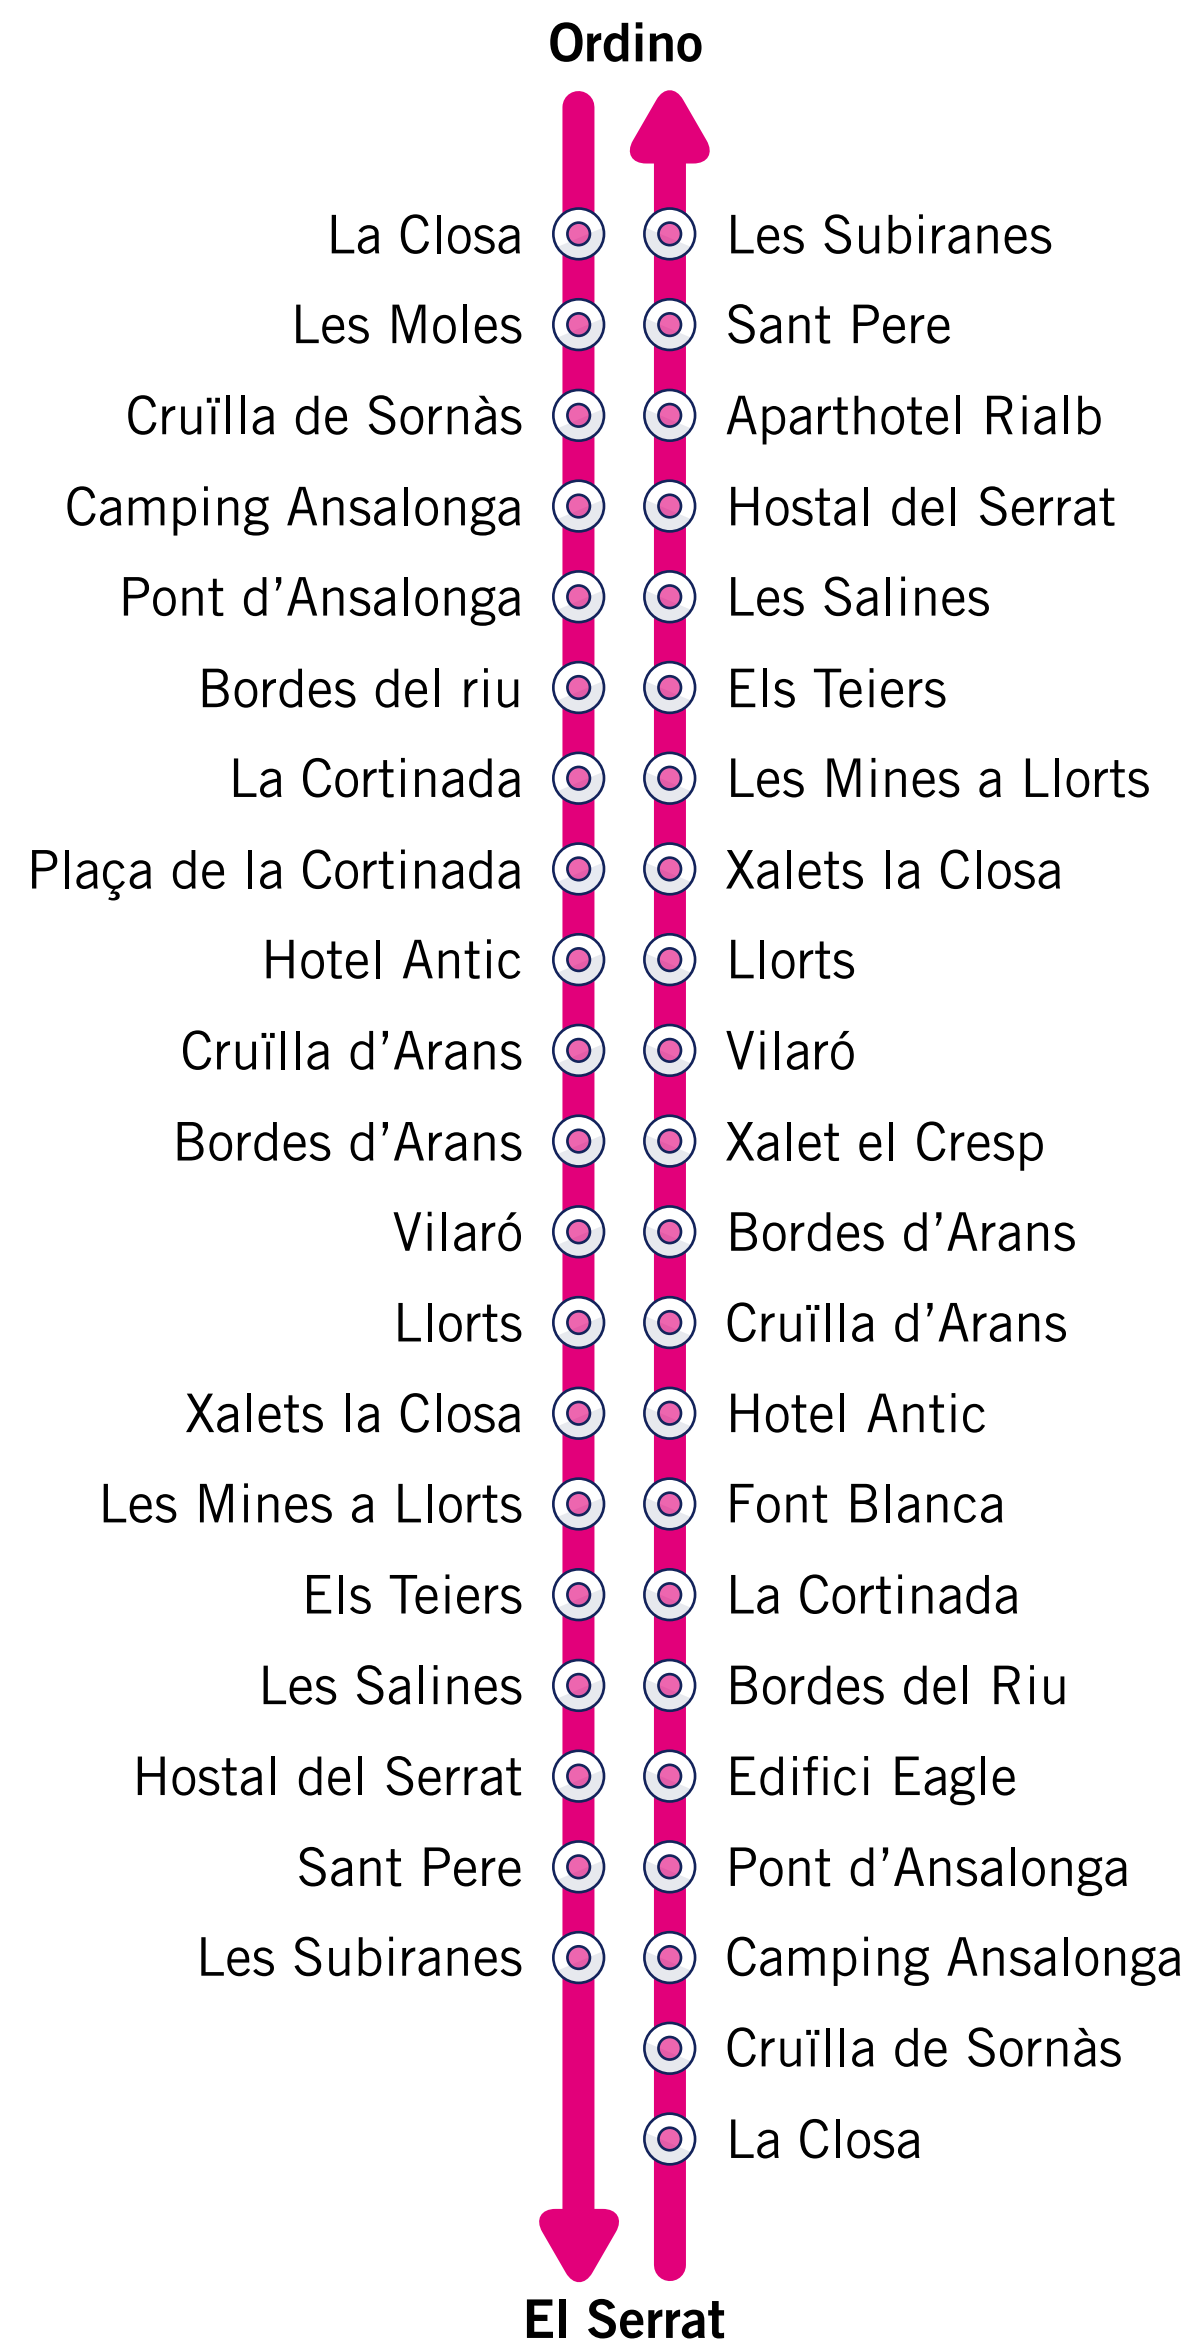 Ordino
La Closa
Les Moles
Cruïlla de Sornàs
Camping Ansalonga
Pont d’Ansalonga
Bordes del riu
La Cortinada
Plaça de la Cortinada
Hotel Antic
Cruïlla d’Arans
Bordes d’Arans
Vilaró
Llorts
Xalets la Closa
Les Mines a Llorts
Els Teiers
Les Salines
Hostal del Serrat
Sant Pere
Les Subiranes
Les Subiranes
Sant Pere
Aparthotel Rialb
Hostal del Serrat
Les Salines
Els Teiers
Les Mines a Llorts
Xalets la Closa
Llorts
Vilaró
Xalet el Cresp
Bordes d’Arans
Cruïlla d’Arans
Hotel Antic
Font Blanca
La Cortinada
Bordes del Riu
Edifici Eagle
Pont d’Ansalonga
Camping Ansalonga
Cruïlla de Sornàs
La Closa
El Serrat